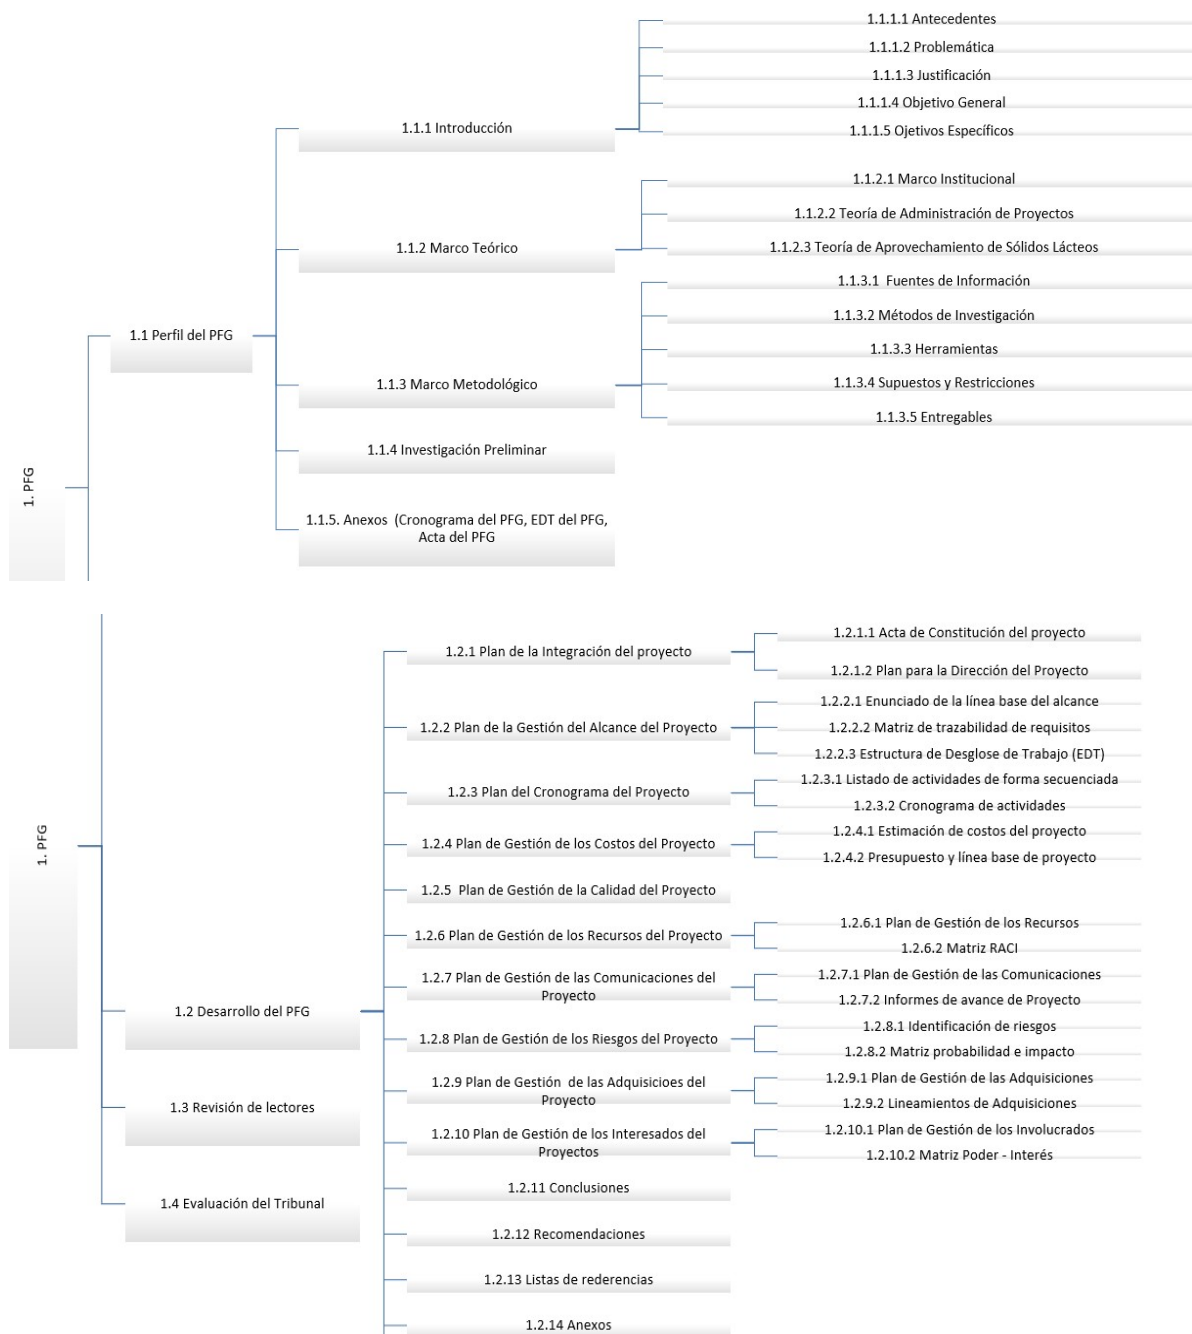 1. PFG
1.1 Perfil del PFG
1.1.1 Introducción
1.1.1.1 Antecedentes
1.1.1.2 Problemática
1.1.1.3 Justificación
1.1.1.4 Objetivo General
1.1.1.5 Ojetivos Específicos
1.1.2 Marco Teórico
1.1.2.1 Marco Institucional
1.1.2.2 Teoría de Administración de Proyectos
1.1.2.3 Teoría de Aprovechamiento de Sólidos Lácteos
1.1.3 Marco Metodológico
1.1.3.1 Fuentes de Información
1.1.3.2 Métodos de Investigación
1.1.3.3 Herramientas
1.1.3.4 Supuestos y Restricciones
1.1.3.5 Entregables
1.1.4 Investigación Preliminar
1.1.5. Anexos (Cronograma del PFG, EDT del PFG,
Acta del PFG
1. PFG
1.2 Desarrollo del PFG
1.2.1 Plan de la Integración del proyecto
1.2.1.1 Acta de Constitución del proyecto
1.2.1.2 Plan para la Dirección del Proyecto
1.2.2 Plan de la Gestión del Alcance del Proyecto
1.2.2.1 Enunciado de la línea base del alcance
1.2.2.2 Matriz de trazabilidad de requisitos
1.2.2.3 Estructura de Desglose de Trabajo (EDT)
1.2.3 Plan del Cronograma del Proyecto
1.2.3.1 Listado de actividades de forma secuenciada
1.2.3.2 Cronograma de actividades
1.2.4 Plan de Gestión de los Costos del Proyecto
1.2.4.1 Estimación de costos del proyecto
1.2.4.2 Presupuesto y línea base de proyecto
1.2.5 Plan de Gestión de la Calidad del Proyecto
1.2.6 Plan de Gestión de los Recursos del Proyecto
1.2.6.1 Plan de Gestión de los Recursos
1.2.6.2 Matriz RACI
1.2.7 Plan de Gestión de las Comunicaciones del
Proyecto
1.2.7.1 Plan de Gestión de las Comunicaciones
1.2.7.2 Informes de avance de Proyecto
1.2.8 Plan de Gestión de los Riesgos del Proyecto
1.2.8.1 Identificación de riesgos
1.2.8.2 Matriz probabilidad e impacto
1.2.9 Plan de Gestión de las Adquisicioes del
Proyecto
1.2.9.1 Plan de Gestión de las Adquisiciones
1.2.9.2 Lineamientos de Adquisiciones
1.2.10 Plan de Gestión de los Interesados del
Proyectos
1.2.10.1 Plan de Gestión de los Involucrados
1.2.10.2 Matriz Poder - Interés
1.2.11 Conclusiones
1.2.12 Recomendaciones
1.2.13 Listas de rederencias
1.2.14 Anexos
1.3 Revisión de lectores
1.4 Evaluación del Tribunal